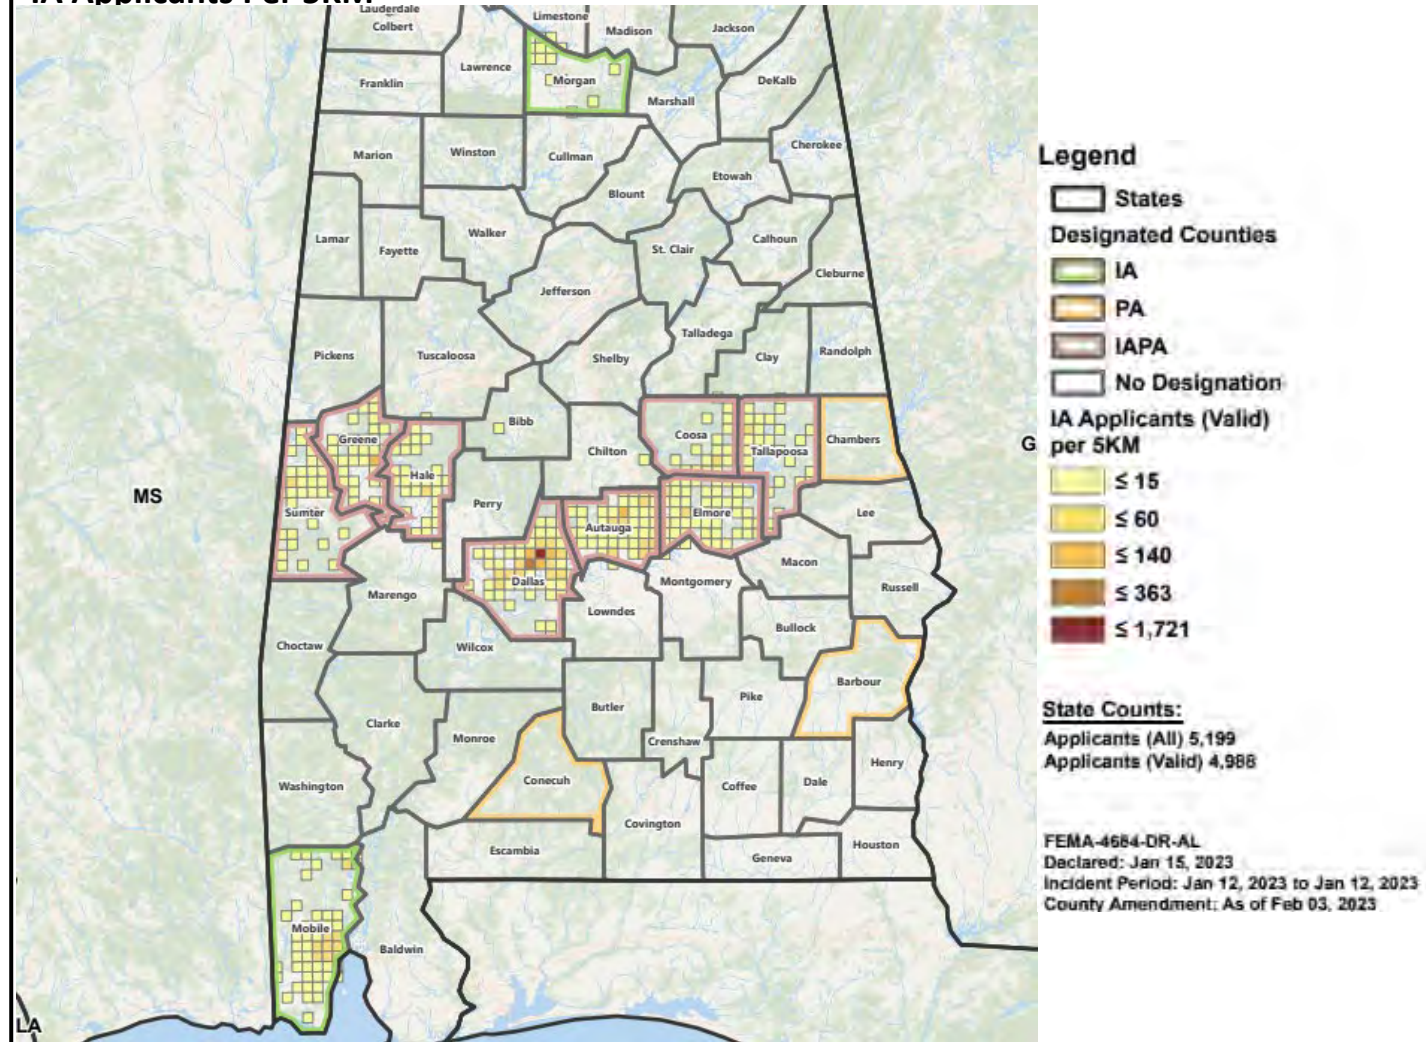 IA Applicants Per 5KM
Lauderdale
Limestone
Colbert
Madison
Jackson
Lawrence
Franklin
Morgan
DeKalb
Marshall
Marion
Winston
Cullman
Cherokee
Etowah
Blount
Lamar
Fayette
Walker
St. Clair
Calhoun
Cleburne
Jefferson
Talladega
Pickens
Tuscaloosa
Shelby
Clay
Randolph
Bibb
Greene
Coosa
Chambers
Chilton
Tallapoosa
G
Hale
MS
Perry
Sumter
Autauga
Elmore
Lee
Macon
Dallas
Montgomery
Russell
Marengo
Lowndes
Bullock
Choctaw
Wilcox
Barbour
Pike
Butler
Clarke
Monroe
Crenshaw
Henry
Conecuh
Washington
Coffee
Dale
Covington
Escambia
Houston
Geneva
Mobile
Baldwin
LA
Legend
States
Designated Counties
IA
PA
IAPA
No Designation
IA Applicants (Valid)
per 5KM
≤ 15
≤ 60
≤ 140
≤ 363
≤ 1,721
State Counts:
Applicants (All) 5,199
Applicants (Valid) 4,988
FEMA-4684-DR-AL
Declared: Jan 15, 2023
Incident Period: Jan 12, 2023 to Jan 12, 2023
County Amendment: As of Feb 03, 2023